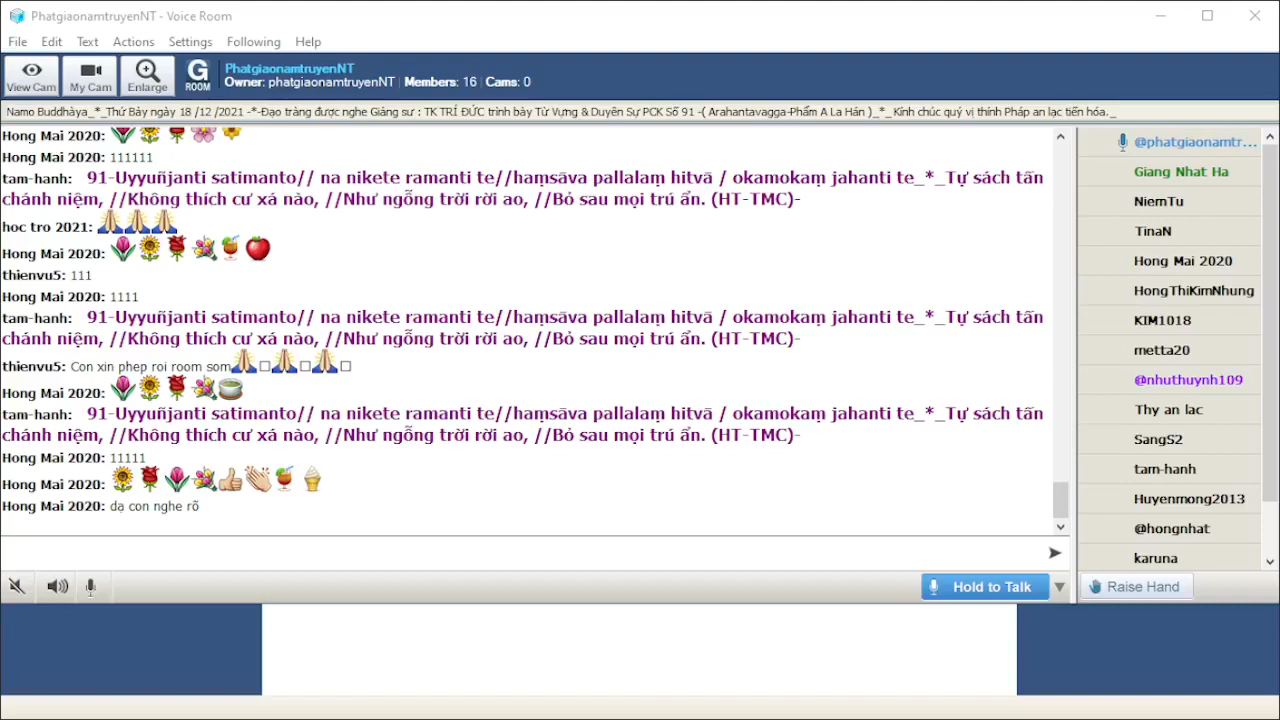 PhatgiaonamtruyenNT - Voice Room
File Edit Text Actions Settings Following Help
View Cam My Cam Enlarge G ROOM
PhatgiaonamtruyenNT
Owner: phatgiaonamtruyenNT Members: 16 Cams: 0
Namo Buddhàya_*_Thứ Bảy ngày 18 /12 /2021 -*-Đạo tràng được nghe Giảng sư : TK TRÍ ĐỨC trình bày Từ Vựng & Duyên Sự PCK Số 91 -( Arahantavagga-Phẩm A La Hán )_*_Kính chúc quý vị thính Pháp an lạc tiến hóa._
Hong Mai 2020:
Hong Mai 2020: 111111
tam-hanh: 91-Uyyuñjanti satimanto// na nikete ramanti te//haṃsāva pallalaṃ hitvā / okamokaṃ jahanti te_*_Tự sách tấn
chánh niệm, //Không thích cư xá nào, //Như ngỗng trời rời ao, //Bỏ sau mọi trú ẩn. (HT-TMC)-
hoc tro 2021:
Hong Mai 2020:
thienvu5: 111
Hong Mai 2020: 1111
tam-hanh: 91-Uyyuñjanti satimanto// na nikete ramanti te//haṃsāva pallalaṃ hitvā / okamokaṃ jahanti te_*_Tự sách tấn
chánh niệm, //Không thích cư xá nào, //Như ngỗng trời rời ao, //Bỏ sau mọi trú ẩn. (HT-TMC)-
thienvu5: Con xin phep roi room som
Hong Mai 2020:
tam-hanh: 91-Uyyuñjanti satimanto// na nikete ramanti te//haṃsāva pallalaṃ hitvā / okamokaṃ jahanti te_*_Tự sách tấn
chánh niệm, //Không thích cư xá nào, //Như ngỗng trời rời ao, //Bỏ sau mọi trú ẩn. (HT-TMC)-
Hong Mai 2020: 11111
Hong Mai 2020:
Hong Mai 2020: dạ con nghe rõ
@phatgiaonamtr...
Giang Nhat Ha
NiemTu
TinaN
Hong Mai 2020
HongThiKimNhung
KIM1018
metta20
@nhuthuynh109
Thy an lac
SangS2
tam-hanh
Huyenmong2013
@hongnhat
karuna
Hold to Talk
Raise Hand